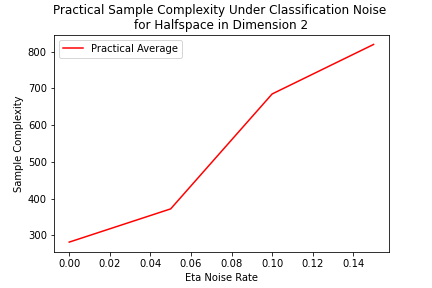 Practical Sample Complexity Under Classification Noise
for Halfspace in Dimension 2
Practical Average
800
700
600
500
400
300
Sample Complexity
0.00 0.02 0.04 0.06 0.08 0.10 0.12 0.14
Eta Noise Rate